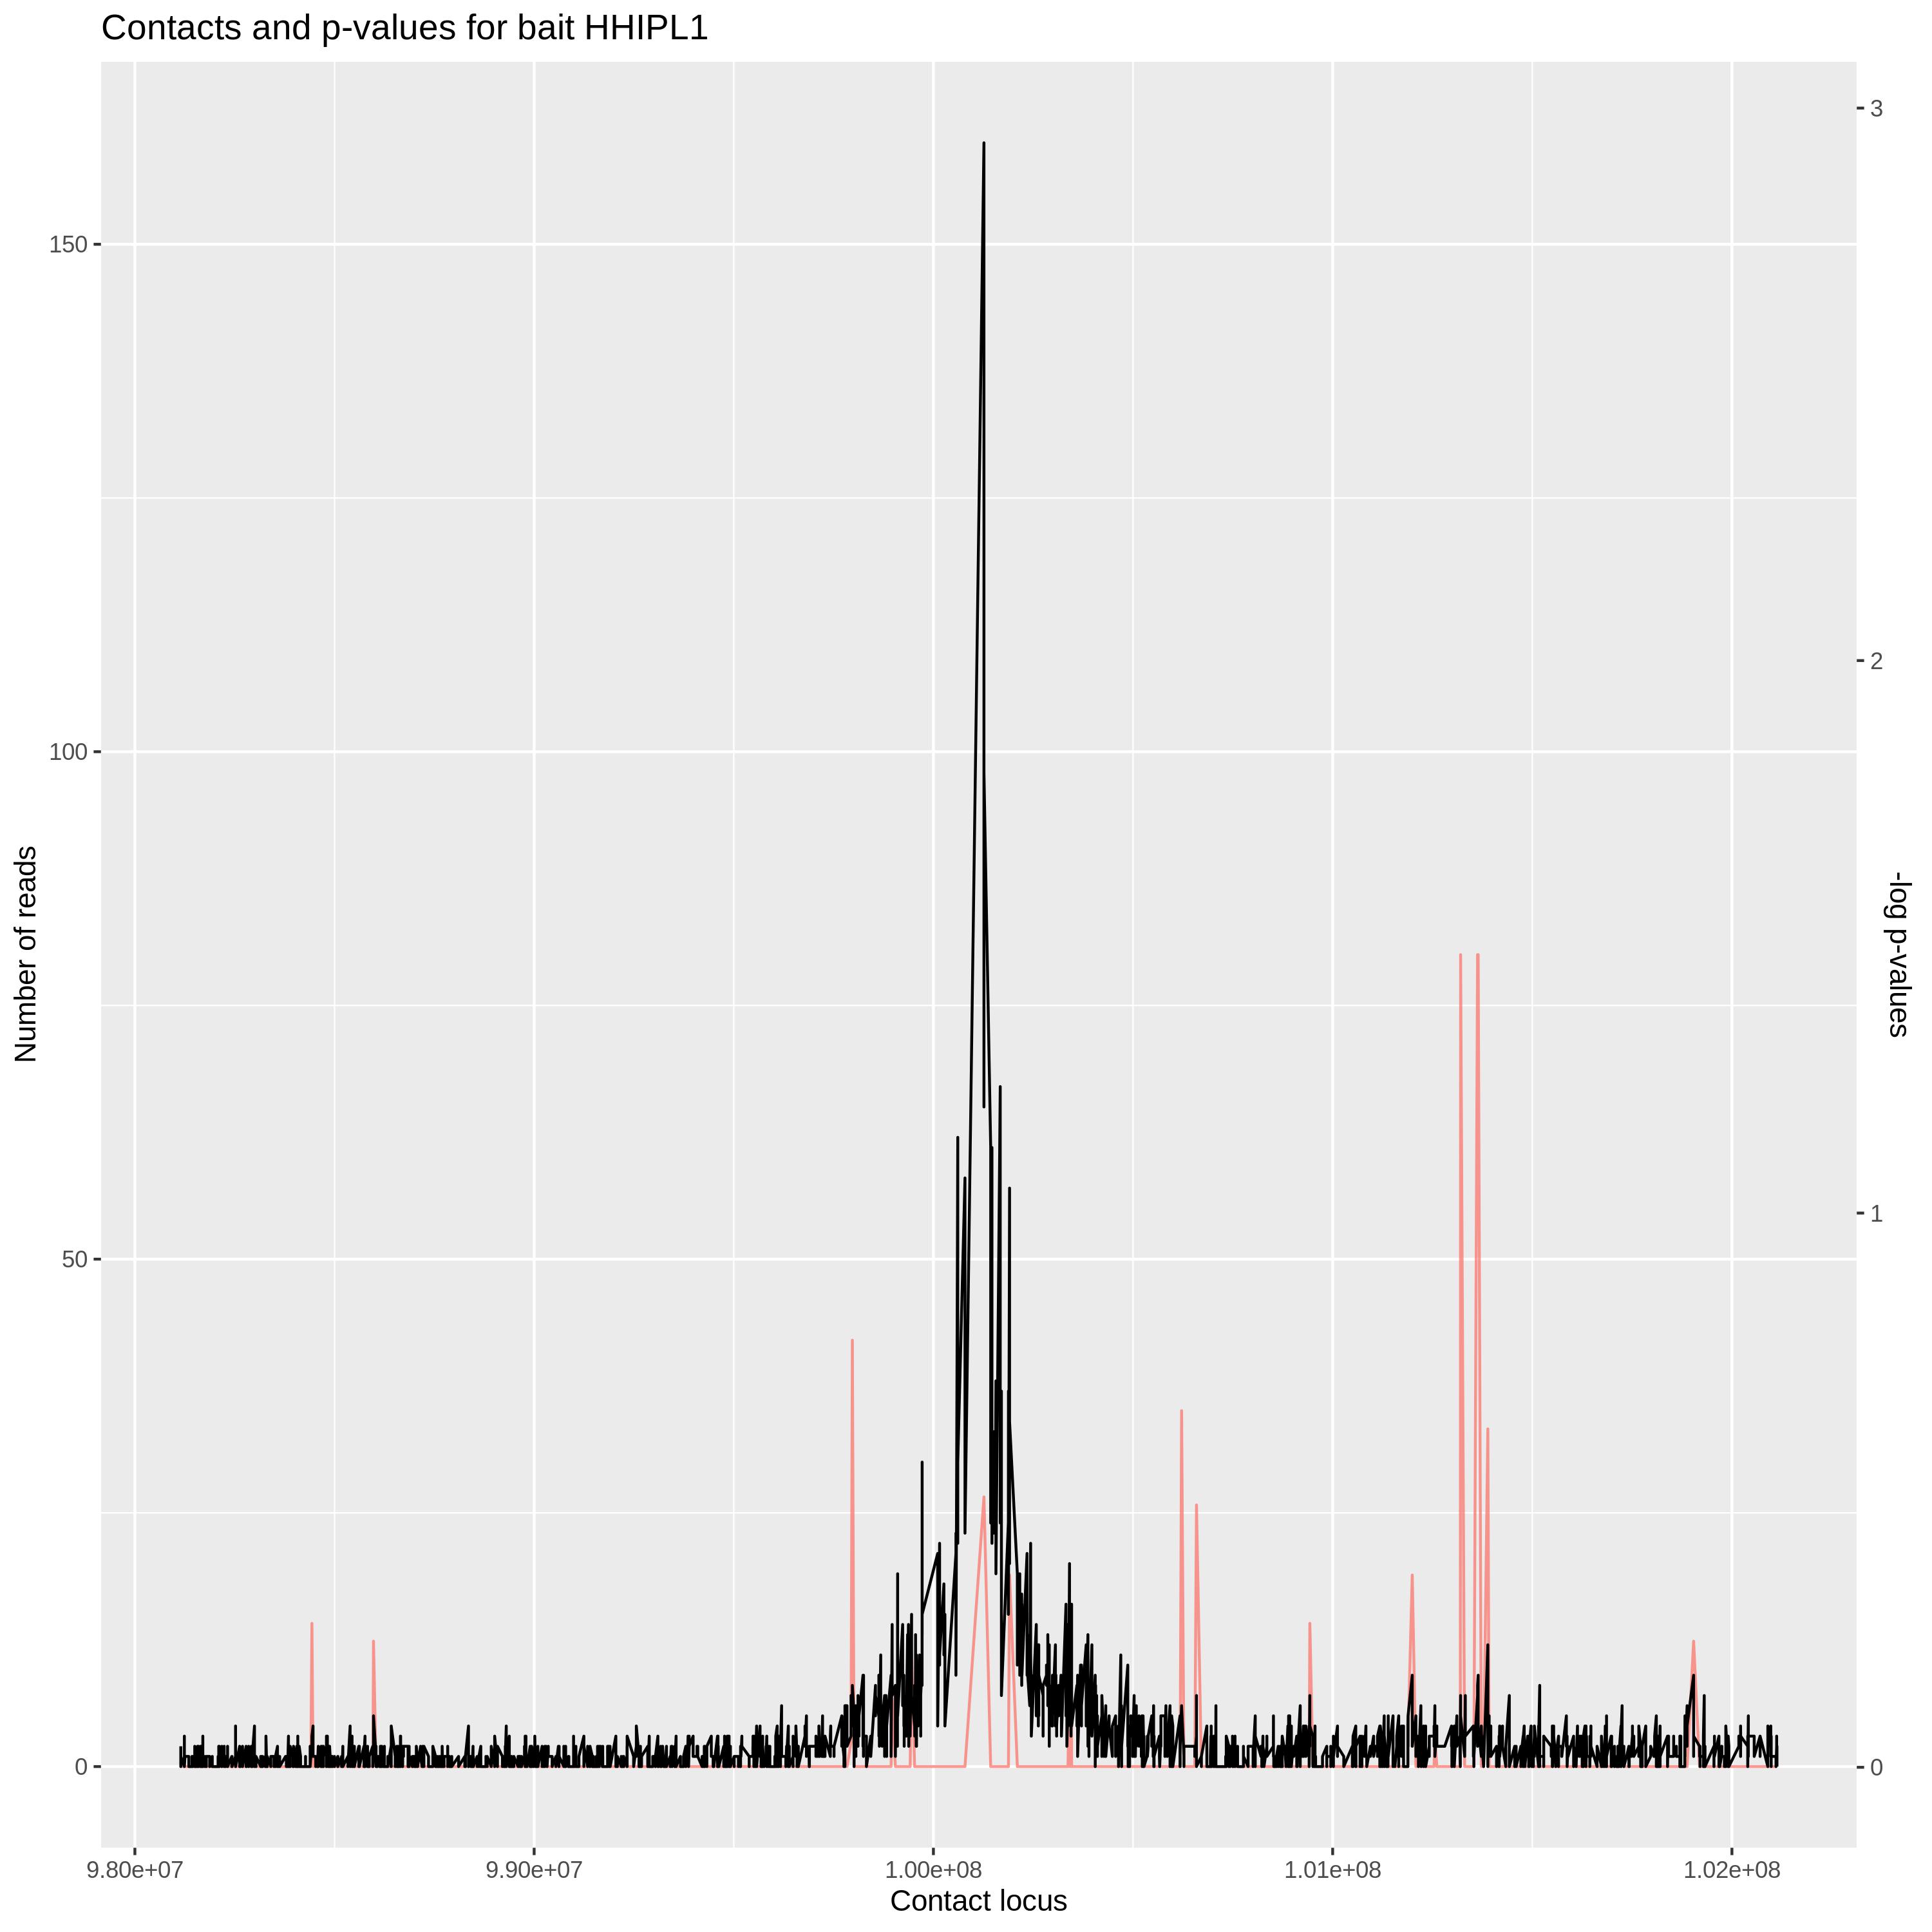 Contacts and p-values for bait HHIPL1
150
100
50
0
Number of reads
3
2
1
0
-log p-values
9.80e+07 9.90e+07 1.00e+08 1.01e+08 1.02e+08
Contact locus